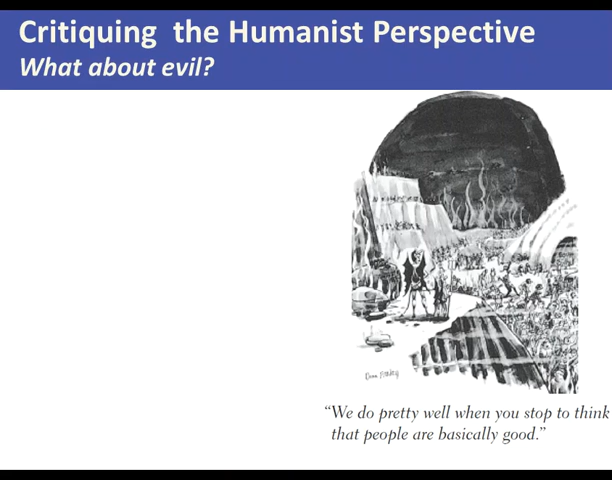 Critiquing the Humanist Perspective
What about evil?
“We do pretty well when you stop to think
that people are basically good.”